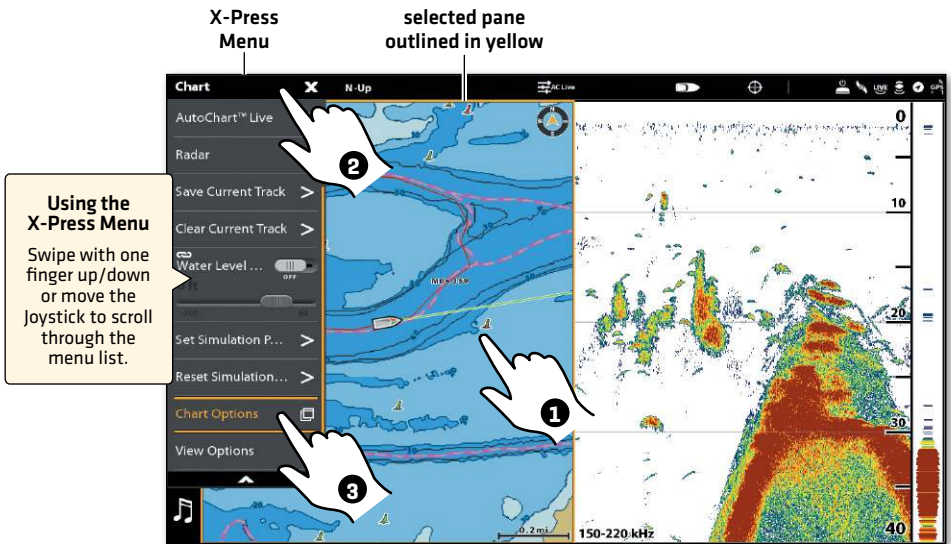 X-Press
Menu
selected pane
outlined in yellow
Chart X N-Up AC Live LIVE GPS
AutoChart™ Live
Radar
Save Current Track >
Clear Current Track >
Water Level ...
OFF
Set Simulation P... >
Reset Simulation... >
Chart Options
View Options
Using the
X-Press Menu
Swipe with one
finger up/down
or move the
Joystick to scroll
through the
menu list.
2
1
3
N
0.2mi
0
10
20
30
40
150-220 kHz